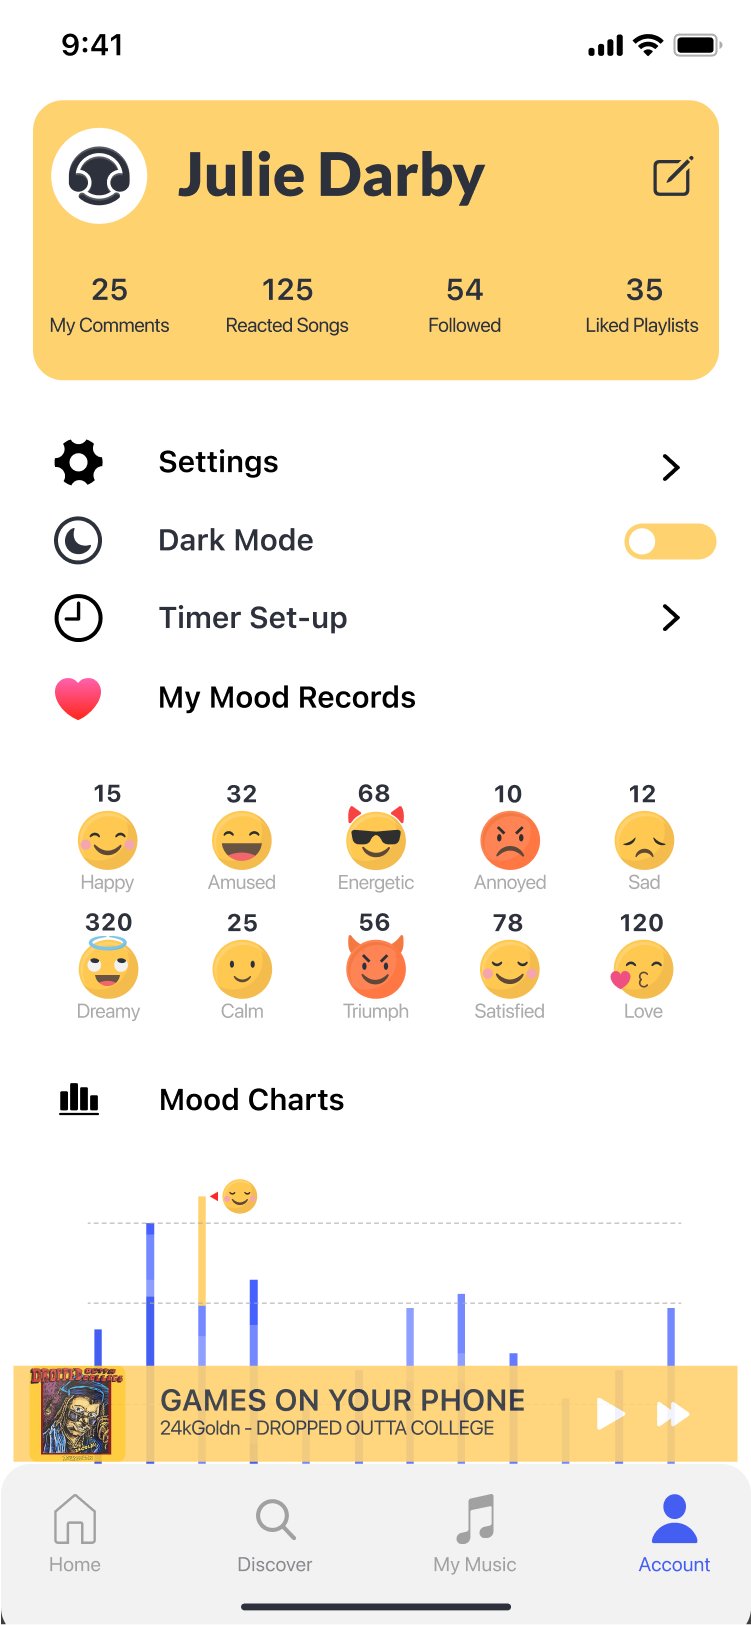 9:41
Julie Darby
25 125 54 35
My Comments Reacted Songs Followed Liked Playlists
Settings
Dark Mode
Timer Set-up
My Mood Records
15 32 68 10 12
Happy Amused Energetic Annoyed Sad
320 25 56 78 120
Dreamy Calm Triumph Satisfied Love
Mood Charts
DROPPED OUTTA COLLEGE
GAMES ON YOUR PHONE
24kGoldn - DROPPED OUTTA COLLEGE
Home Discover My Music Account